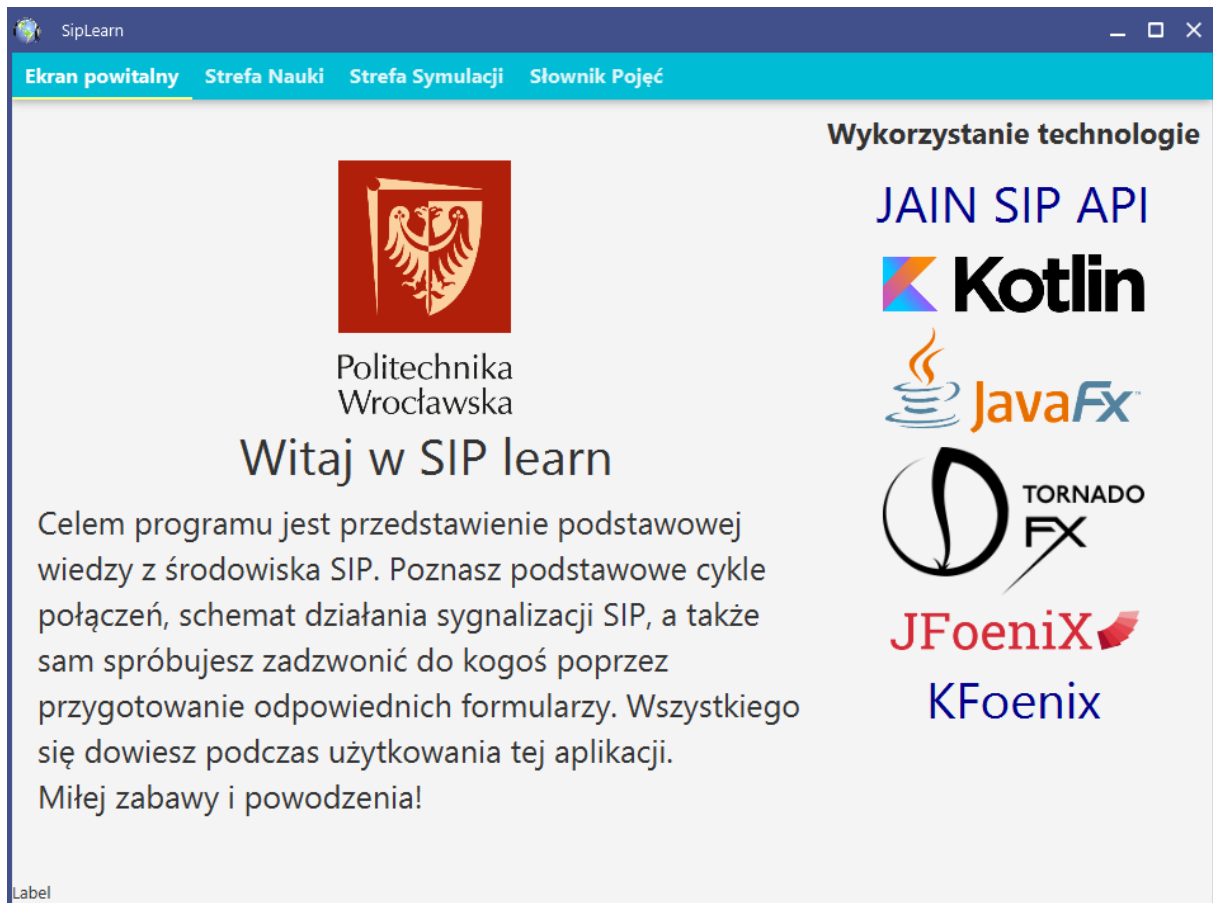 SipLearn
Ekran powitalny Strefa Nauki Strefa Symulacji Słownik Pojęć
Wykorzystanie technologie
JAIN SIP API
Kotlin
JavaFX™
TORNADO
FX
JFoeniX
KFoenix
Politechnika
Wrocławska
Witaj w SIP learn
Celem programu jest przedstawienie podstawowej
wiedzy z środowiska SIP. Poznasz podstawowe cykle
połączeń, schemat działania sygnalizacji SIP, a także
sam spróbujesz zadzwonić do kogoś poprzez
przygotowanie odpowiednich formularzy. Wszystkiego
się dowiesz podczas użytkowania tej aplikacji.
Miłej zabawy i powodzenia!
Label